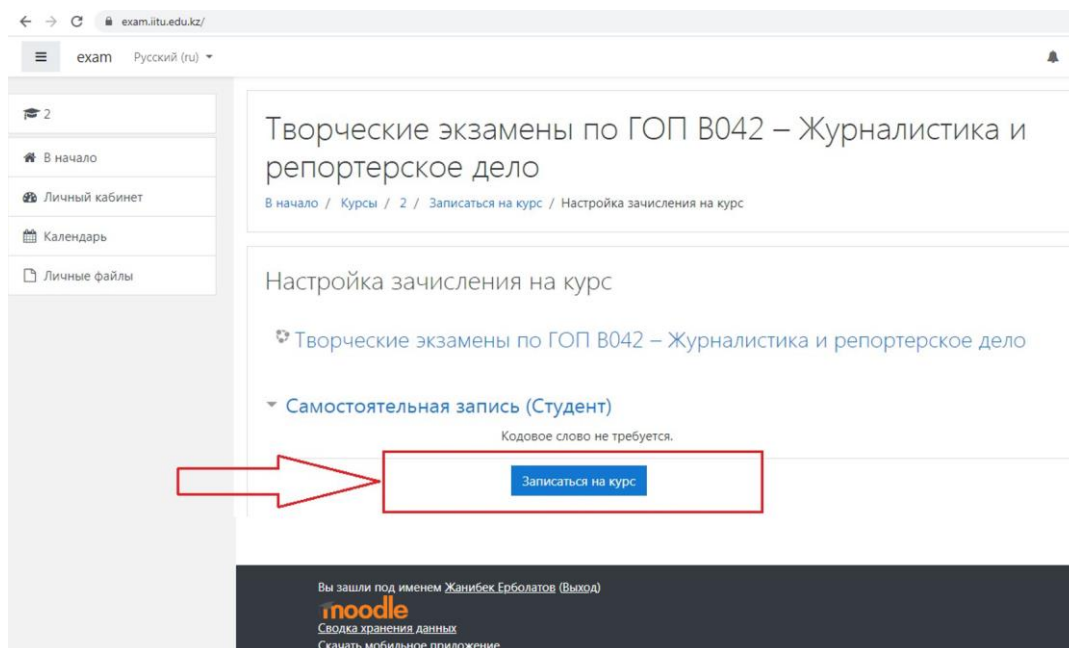 exam.iitu.edu.kz/
exam Русский (ru)
2
В начало
Личный кабинет
Календарь
Личные файлы
Творческие экзамены по ГОП В042 – Журналистика и
репортерское дело
В начало / Курсы / 2 / Записаться на курс / Настройка зачисления на курс
Настройка зачисления на курс
Творческие экзамены по ГОП В042 – Журналистика и репортерское дело
Самостоятельная запись (Студент)
Кодовое слово не требуется.
Записаться на курс
Вы зашли под именем Жанибек Ерболатов (Выход)
moodle
Сводка хранения данных
Скачать мобильное приложение